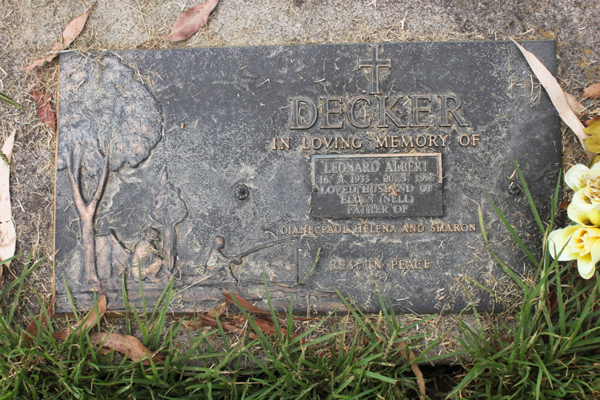 DECKER
IN LOVING MEMORY OF
LEONARD ALBERT
LOVED HUSBAND OF
(NELL)
FATHER OF
DIANE PAUL HELENA AND SHARON
REST IN PEACE